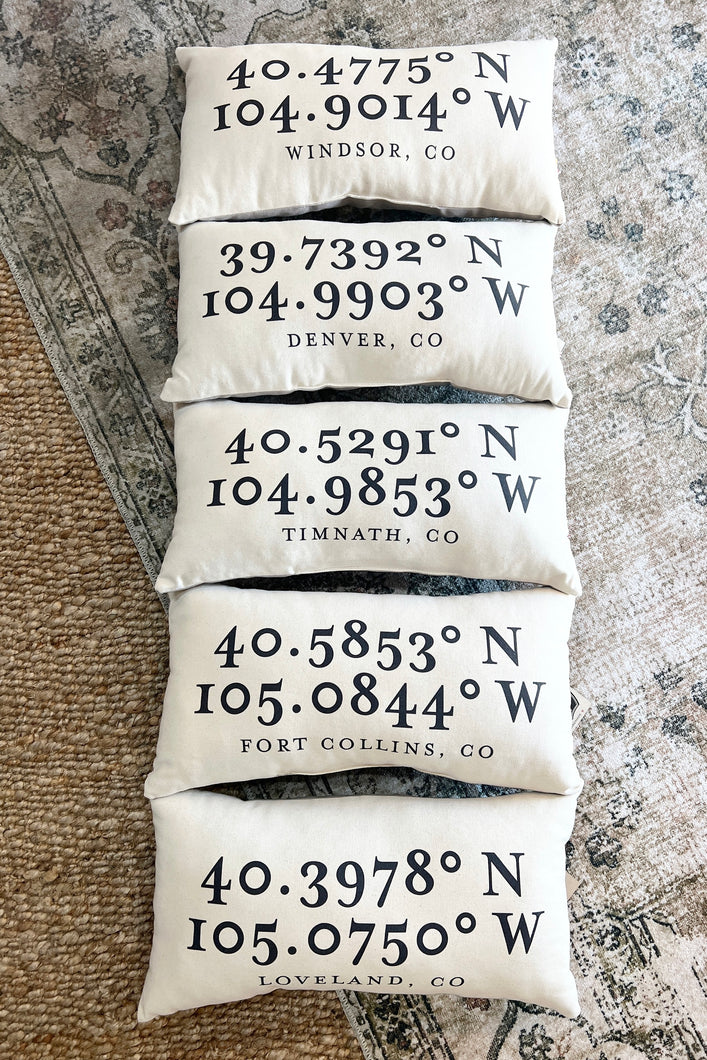 40.4775° N
104.9014° W
WINDSOR, CO
39.7392° N
104.9903° W
DENVER, CO
40.5291° N
104.9853° W
TIMNATH, CO
40.5853° N
105.0844° W
FORT COLLINS, CO
40.3978° N
105.0750° W
LOVELAND, CO